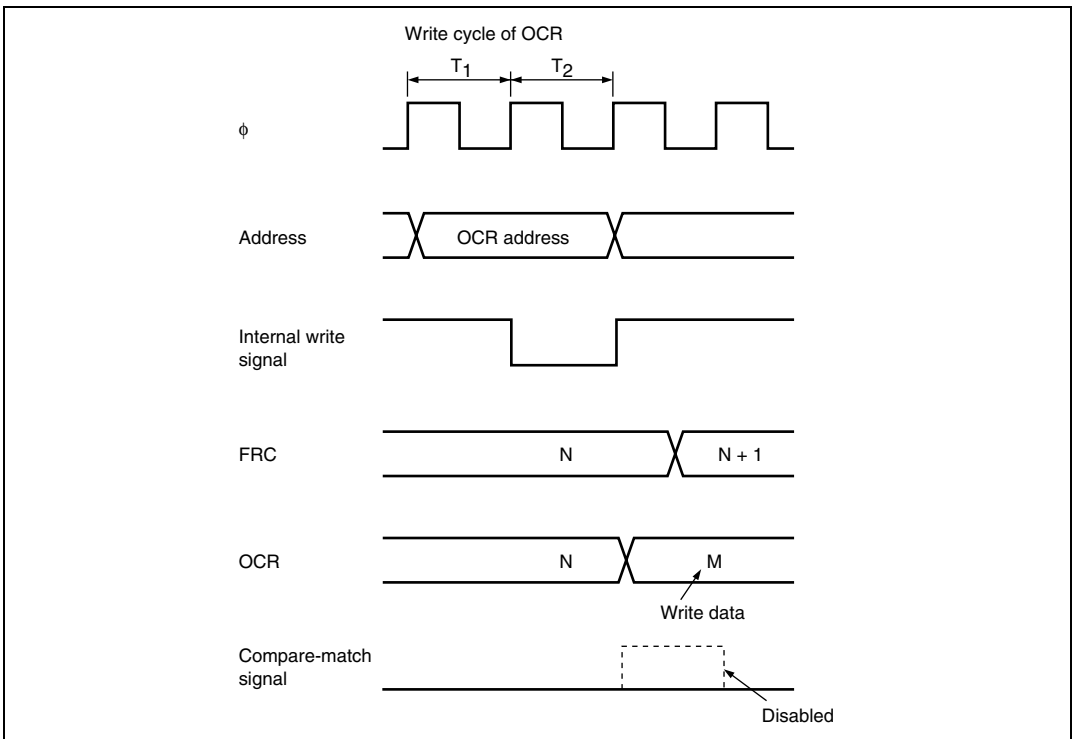 Write cycle of OCR
T1 T2
ϕ
Address
OCR address
Internal write
signal
FRC
N
N + 1
OCR
N
M
Write data
Compare-match
signal
Disabled